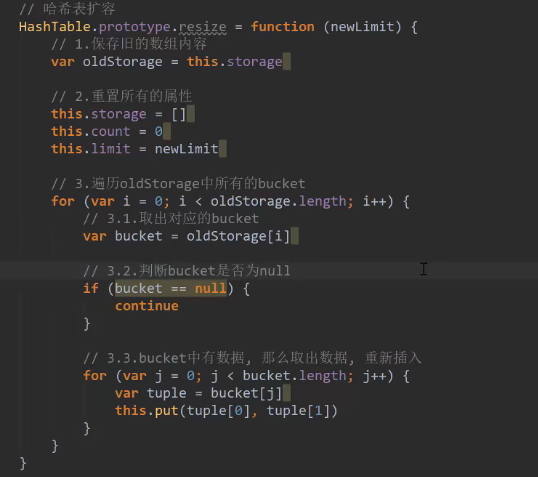 // 哈希表扩容
HashTable.prototype.resize = function (newLimit) {
    // 1.保存旧的数组内容
    var oldStorage = this.storage

    // 2.重置所有的属性
    this.storage = []
    this.count = 0
    this.limit = newLimit

    // 3.遍历oldStorage中所有的bucket
    for (var i = 0; i < oldStorage.length; i++) {
        // 3.1.取出对应的bucket
        var bucket = oldStorage[i]

        // 3.2.判断bucket是否为null
        if (bucket == null) {
            continue
        }

        // 3.3.bucket中有数据, 那么取出数据, 重新插入
        for (var j = 0; j < bucket.length; j++) {
            var tuple = bucket[j]
            this.put(tuple[0], tuple[1])
        }
    }
}